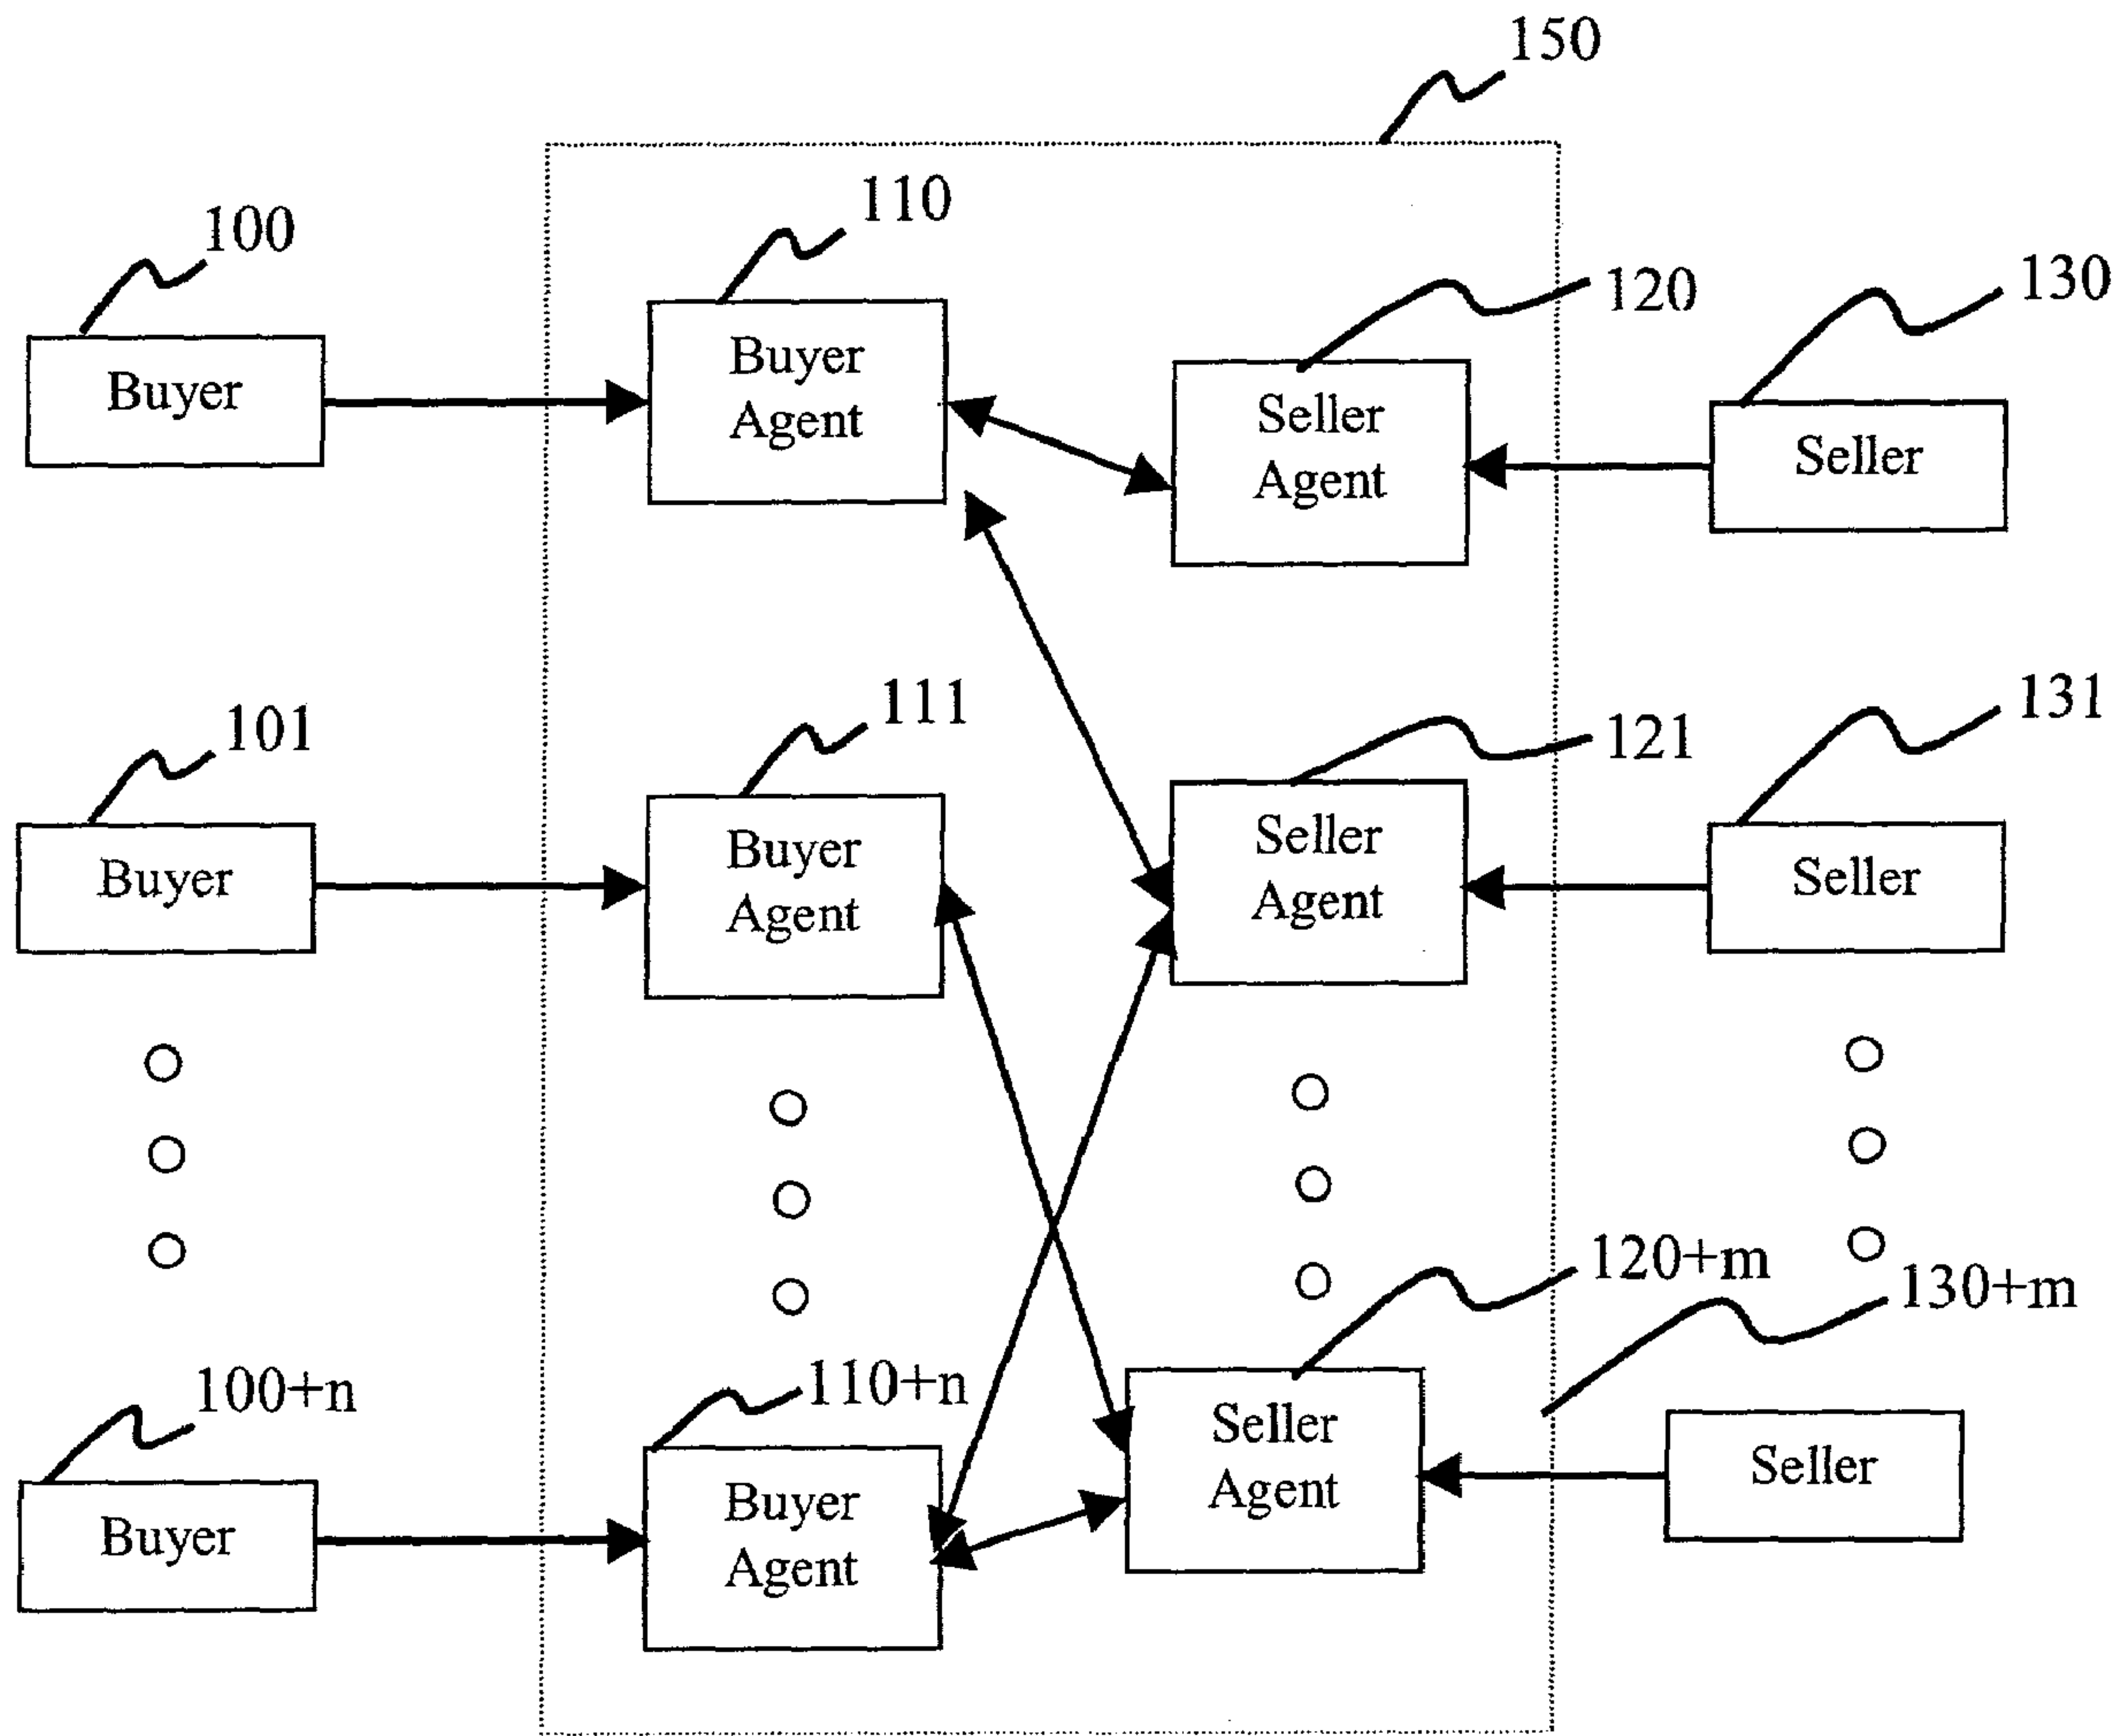 150
100
110
120
130
Buyer
Buyer
Agent
Seller
Agent
Seller
101
111
121
131
Buyer
Buyer
Agent
Seller
Agent
Seller
100+n
110+n
120+m
130+m
Buyer
Buyer
Agent
Seller
Agent
Seller